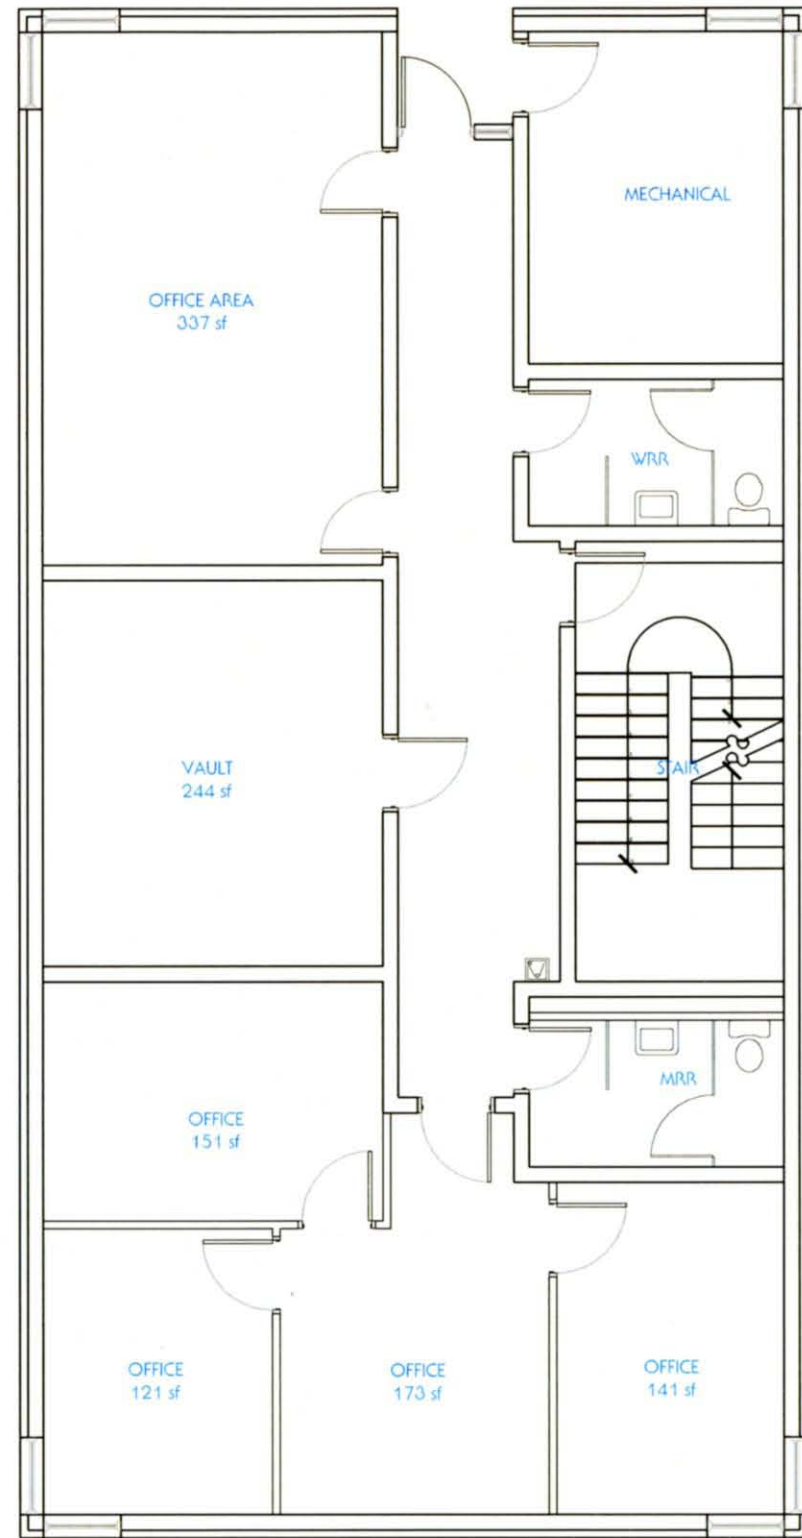 MECHANICAL
OFFICE AREA
337 sf
WRR
VAULT
244 sf
STAIR
MRR
OFFICE
151 sf
OFFICE
121 sf
OFFICE
173 sf
OFFICE
141 sf